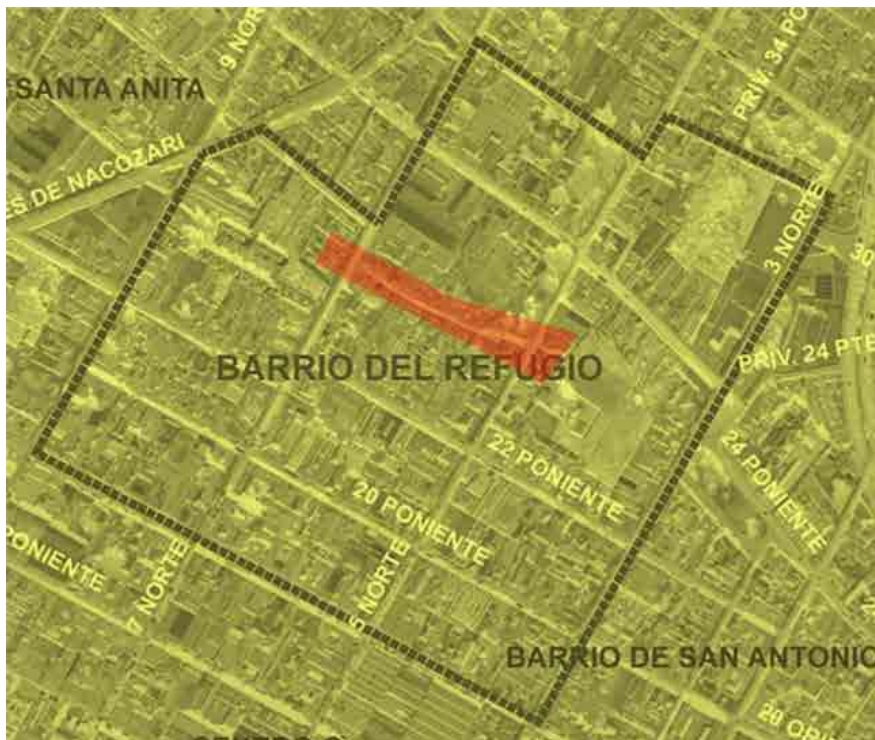 9 NOR
PRIV. 34 PO
SANTA ANITA
ES DE NACOZARI
3 NORTE
30
PRIV. 24 PTE
BARRIO DEL REFUGIO
22 PONIENTE
24 PONIENTE
20 PONIENTE
PONIENTE
7 NORTE
5 NORTE
BARRIO DE SAN ANTONIO
20 ORI